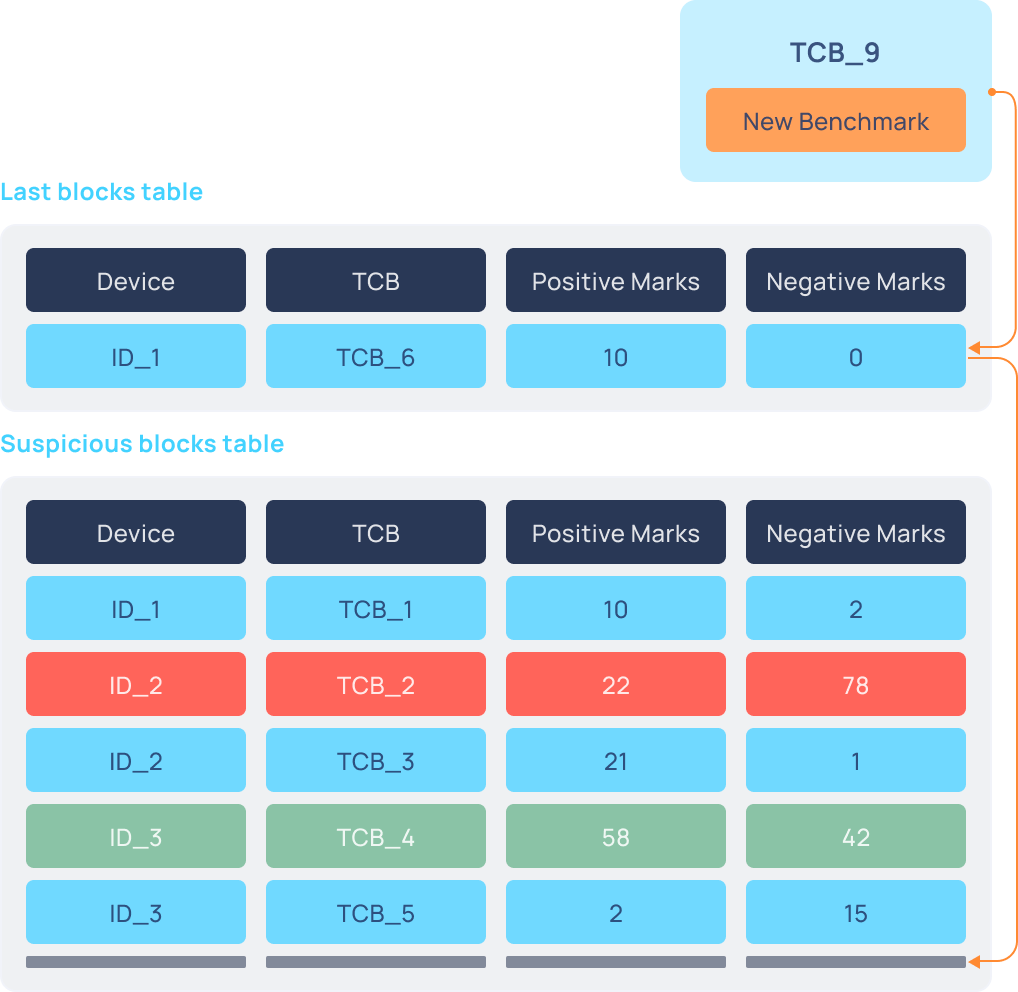 TCB_9
New Benchmark
Last blocks table
Device TCB Positive Marks Negative Marks
ID_1 TCB_6 10 0
Suspicious blocks table
Device TCB Positive Marks Negative Marks
ID_1 TCB_1 10 2
ID_2 TCB_2 22 78
ID_2 TCB_3 21 1
ID_3 TCB_4 58 42
ID_3 TCB_5 2 15